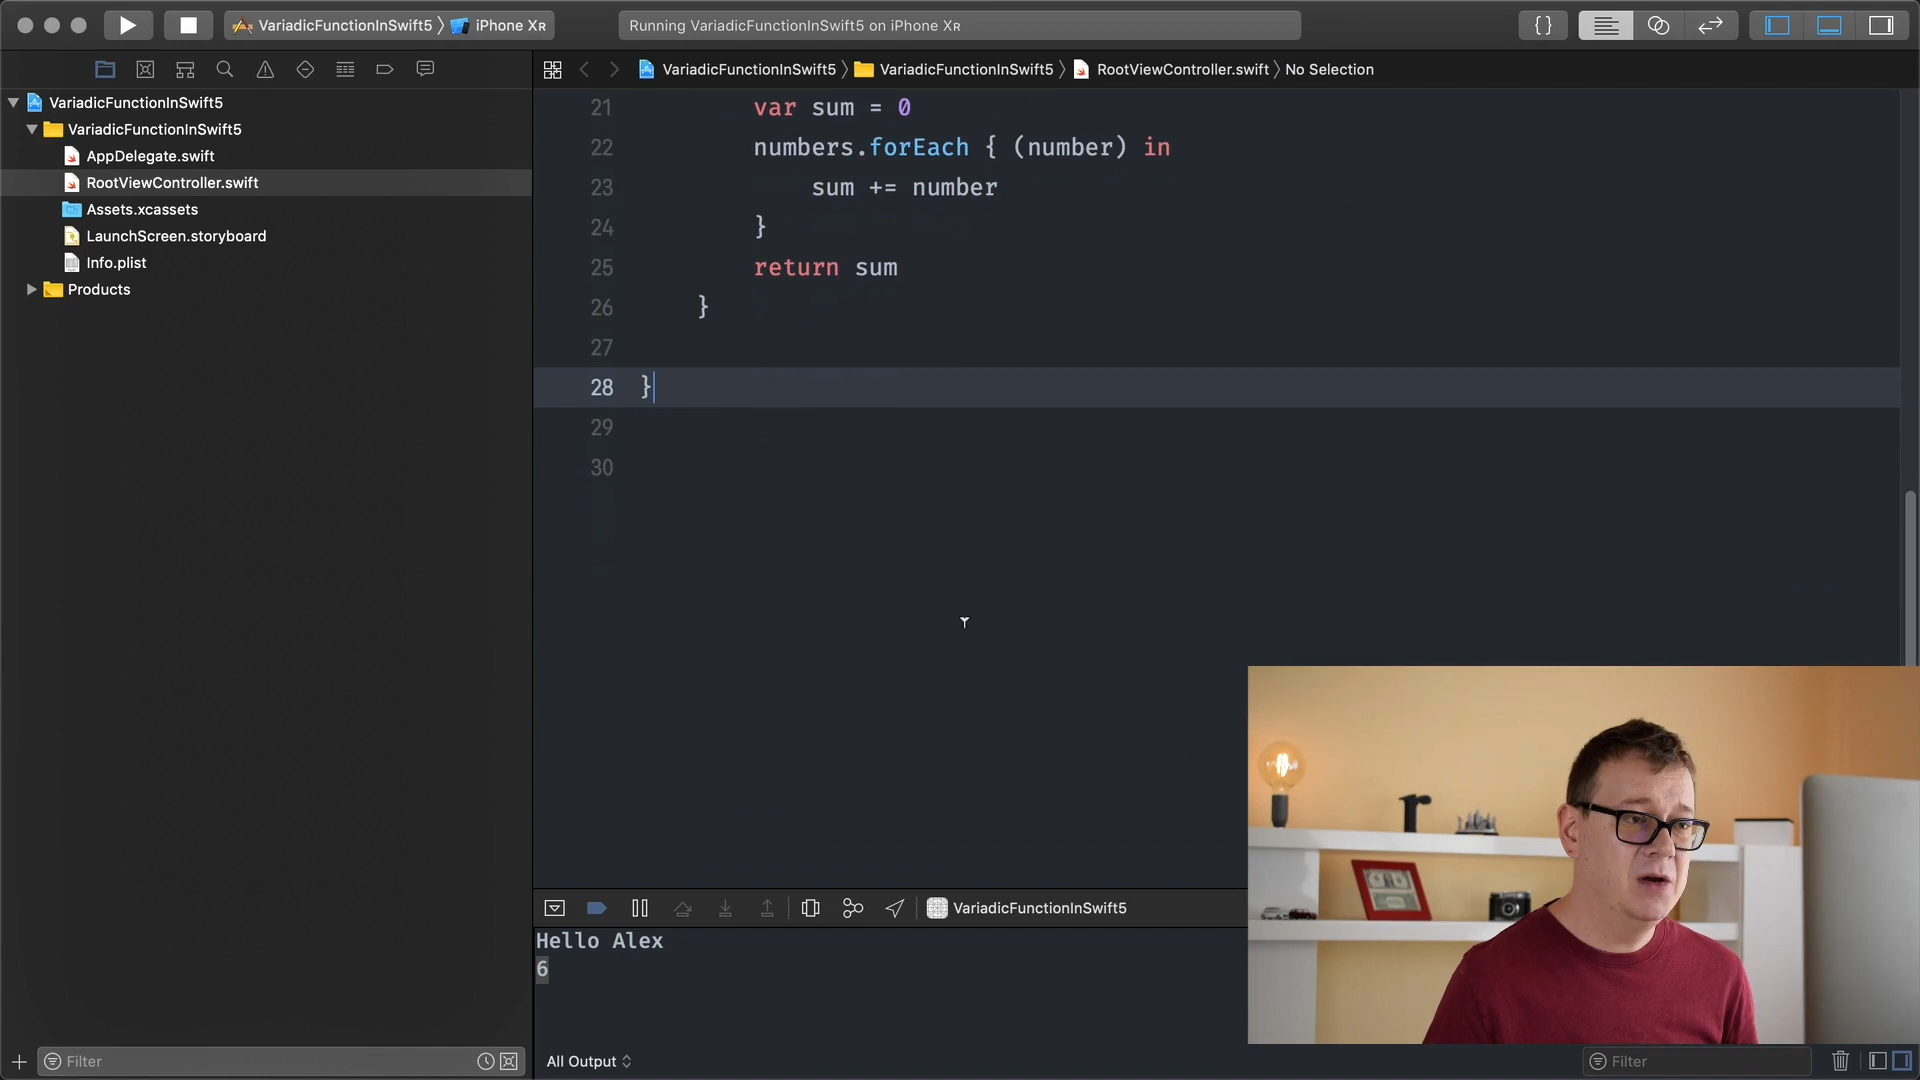 VariadicFunctionInSwift5 〉 iPhone XR
Running VariadicFunctionInSwift5 on iPhone XR
{}
VariadicFunctionInSwift5 〉 VariadicFunctionInSwift5 〉 RootViewController.swift 〉 No Selection
VariadicFunctionInSwift5
VariadicFunctionInSwift5
AppDelegate.swift
RootViewController.swift
Assets.xcassets
LaunchScreen.storyboard
Info.plist
Products
21 var sum = 0
22 numbers.forEach { (number) in
23 sum += number
24 }
25 return sum
26 }
27
28 }
29
30
VariadicFunctionInSwift5
Hello Alex
6
Filter
All Output
Filter